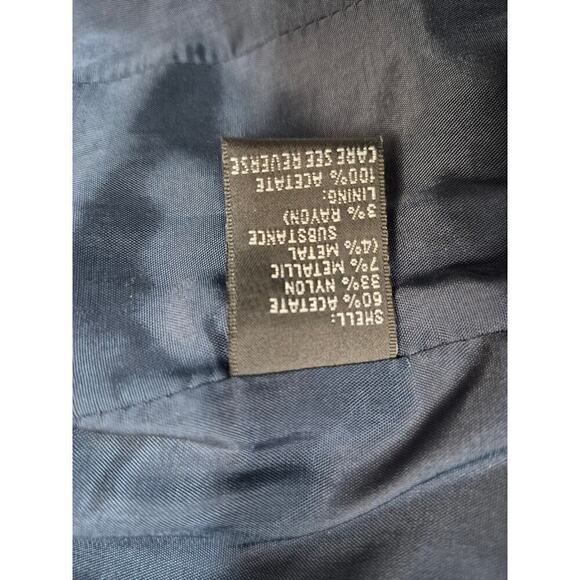 SHELL:
60% ACETATE
33% NYLON
7% METALLIC
(4% METAL
SUBSTANCE
3% RAYON)
LINING:
100% ACETATE
CARE SEE REVERSE